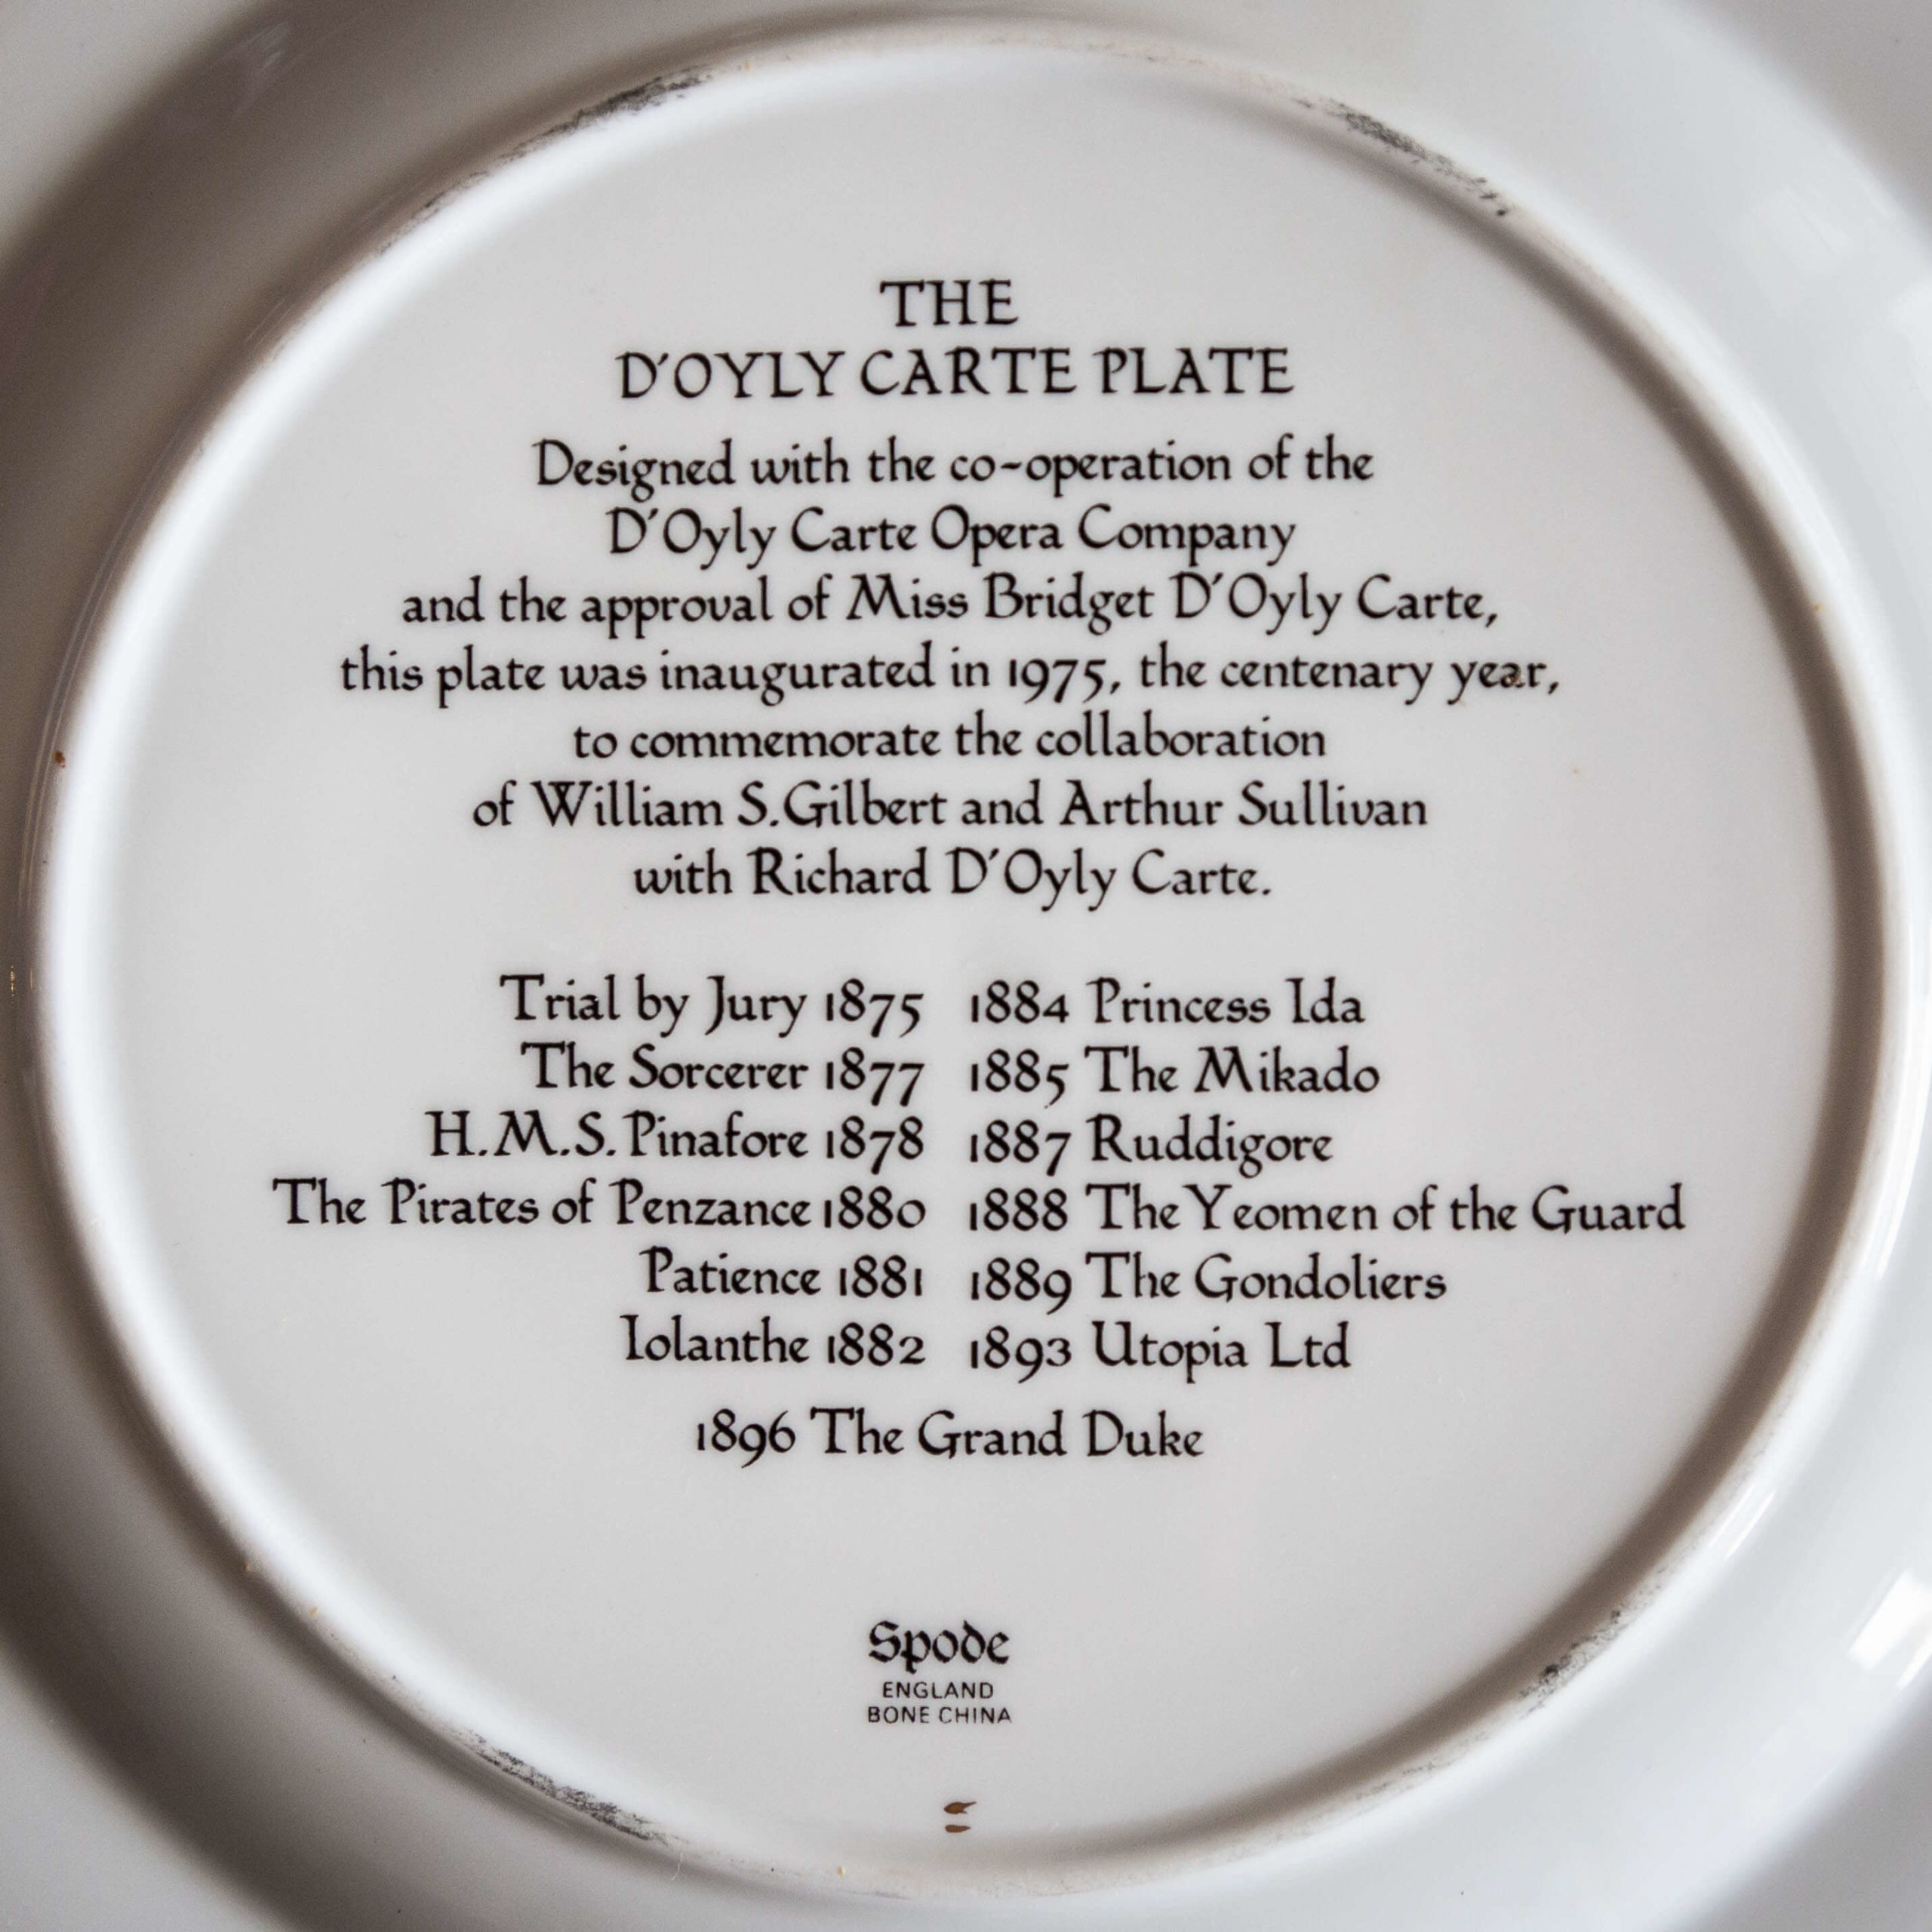 THE
D'OYLY CARTE PLATE
Designed with the co-operation of the
D'Oyly Carte Opera Company
and the approval of Miss Bridget D'Oyly Carte,
this plate was inaugurated in 1975, the centenary year,
to commemorate the collaboration
of William S. Gilbert and Arthur Sullivan
with Richard D'Oyly Carte.
Trial by Jury 1875 1884 Princess Ida
The Sorcerer 1877 1885 The Mikado
H.M.S. Pinafore 1878 1887 Ruddigore
The Pirates of Penzance 1880 1888 The Yeomen of the Guard
Patience 1881 1889 The Gondoliers
Iolanthe 1882 1893 Utopia Ltd
1896 The Grand Duke
Spode
ENGLAND
BONE CHINA